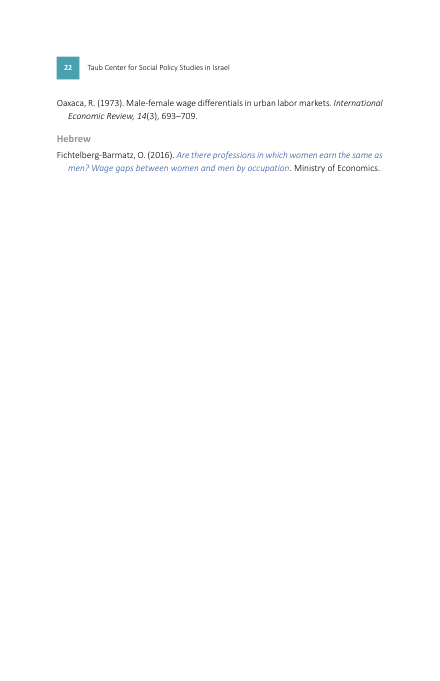 22 Taub Center for Social Policy Studies in Israel
Oaxaca, R. (1973). Male-female wage differentials in urban labor markets. International
Economic Review, 14(3), 693–709.
Hebrew
Fichtelberg-Barmatz, O. (2016). Are there professions in which women earn the same as
men? Wage gaps between women and men by occupation. Ministry of Economics.